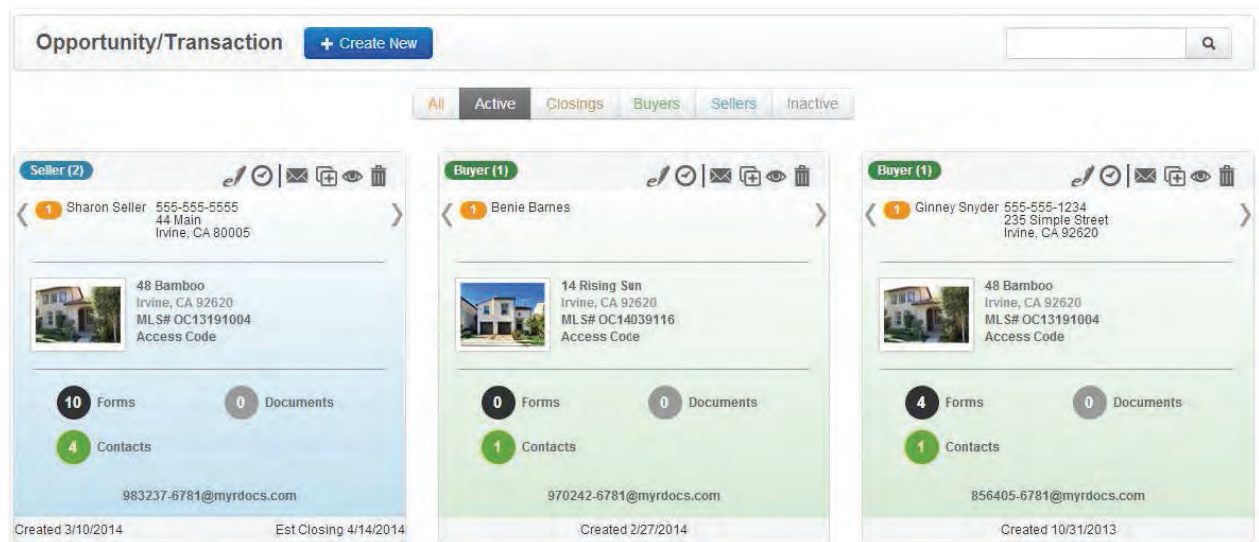 Opportunity/Transaction
+ Create New
All Active Closings Buyers Sellers Inactive
Seller (2)
1 Sharon Seller 555-555-5555
44 Main
Irvine, CA 80005
48 Bamboo
Irvine, CA 92620
MLS# OC13191004
Access Code
10 Forms
0 Documents
4 Contacts
983237-6781@myrdocs.com
Created 3/10/2014
Est Closing 4/14/2014
Buyer (1)
1 Benie Barnes
14 Rising Sun
Irvine, CA 92620
MLS# OC14039116
Access Code
0 Forms
0 Documents
1 Contacts
970242-6781@myrdocs.com
Created 2/27/2014
Buyer (1)
1 Ginney Snyder 555-555-1234
235 Simple Street
Irvine, CA 92620
48 Bamboo
Irvine, CA 92620
MLS# OC13191004
Access Code
4 Forms
0 Documents
1 Contacts
856405-6781@myrdocs.com
Created 10/31/2013